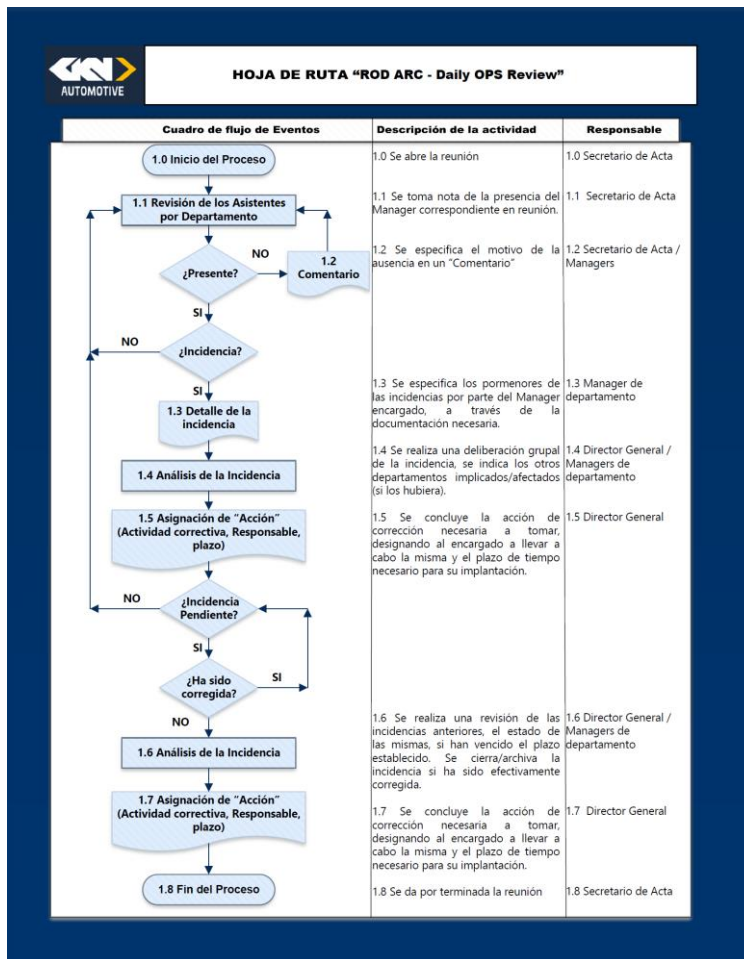 GKN
AUTOMOTIVE
HOJA DE RUTA “ROD ARC - Daily OPS Review”
Cuadro de flujo de Eventos
Descripción de la actividad
Responsable
1.0 Inicio del Proceso
1.0 Se abre la reunión
1.0 Secretario de Acta
1.1 Revisión de los Asistentes
por Departamento
1.1 Se toma nota de la presencia del
Manager correspondiente en reunión.
1.1 Secretario de Acta
¿Presente?
NO
1.2
Comentario
1.2 Se especifica el motivo de la
ausencia en un “Comentario”
1.2 Secretario de Acta /
Managers
SI
¿Incidencia?
NO
SI
1.3 Detalle de la
incidencia
1.3 Se especifica los pormenores de
las incidencias por parte del Manager
encargado, a través de la
documentación necesaria.
1.3 Manager de
departamento
1.4 Análisis de la Incidencia
1.4 Se realiza una deliberación grupal
de la incidencia, se indica los otros
departamentos implicados/afectados
(si los hubiera).
1.4 Director General /
Managers de
departamento
1.5 Asignación de “Acción”
(Actividad correctiva, Responsable,
plazo)
1.5 Se concluye la acción de
corrección necesaria a tomar,
designando al encargado a llevar a
cabo la misma y el plazo de tiempo
necesario para su implantación.
1.5 Director General
NO
¿Incidencia
Pendiente?
SI
¿Ha sido
corregida?
SI
NO
1.6 Análisis de la Incidencia
1.6 Se realiza una revisión de las
incidencias anteriores, el estado de
las mismas, si han vencido el plazo
establecido. Se cierra/archiva la
incidencia si ha sido efectivamente
corregida.
1.6 Director General /
Managers de
departamento
1.7 Asignación de “Acción”
(Actividad correctiva, Responsable,
plazo)
1.7 Se concluye la acción de
corrección necesaria a tomar,
designando al encargado a llevar a
cabo la misma y el plazo de tiempo
necesario para su implantación.
1.7 Director General
1.8 Fin del Proceso
1.8 Se da por terminada la reunión
1.8 Secretario de Acta